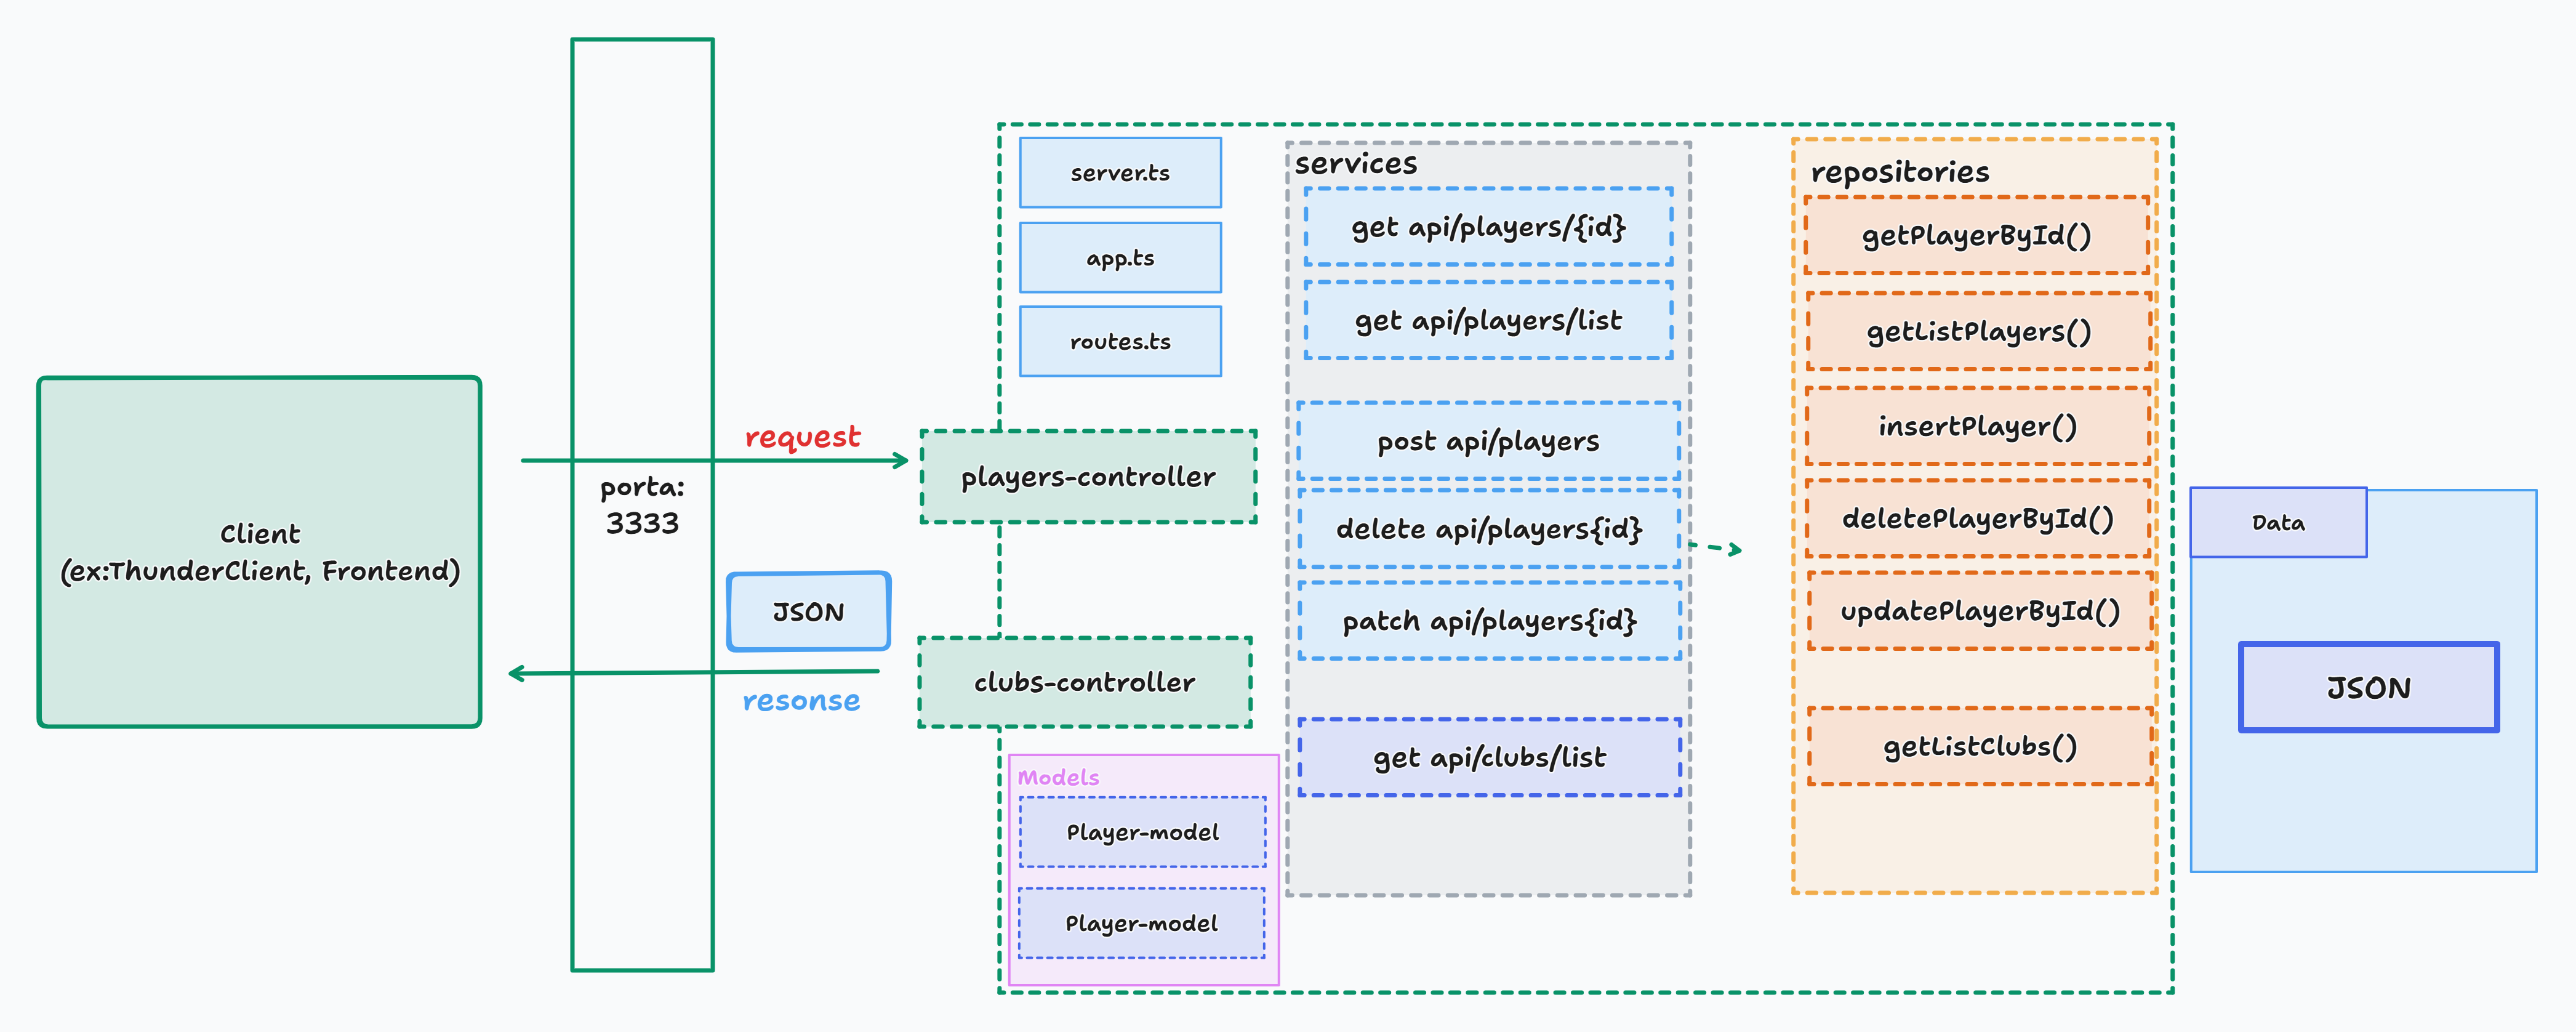 Client
(ex:ThunderClient, Frontend)
porta:
3333
request
JSON
resonse
server.ts
app.ts
routes.ts
players-controller
clubs-controller
Models
Player-model
Player-model
services
get api/players/{id}
get api/players/list
post api/players
delete api/players{id}
patch api/players{id}
get api/clubs/list
repositories
getPlayerById()
getListPlayers()
insertPlayer()
deletePlayerById()
updatePlayerById()
getListClubs()
Data
JSON